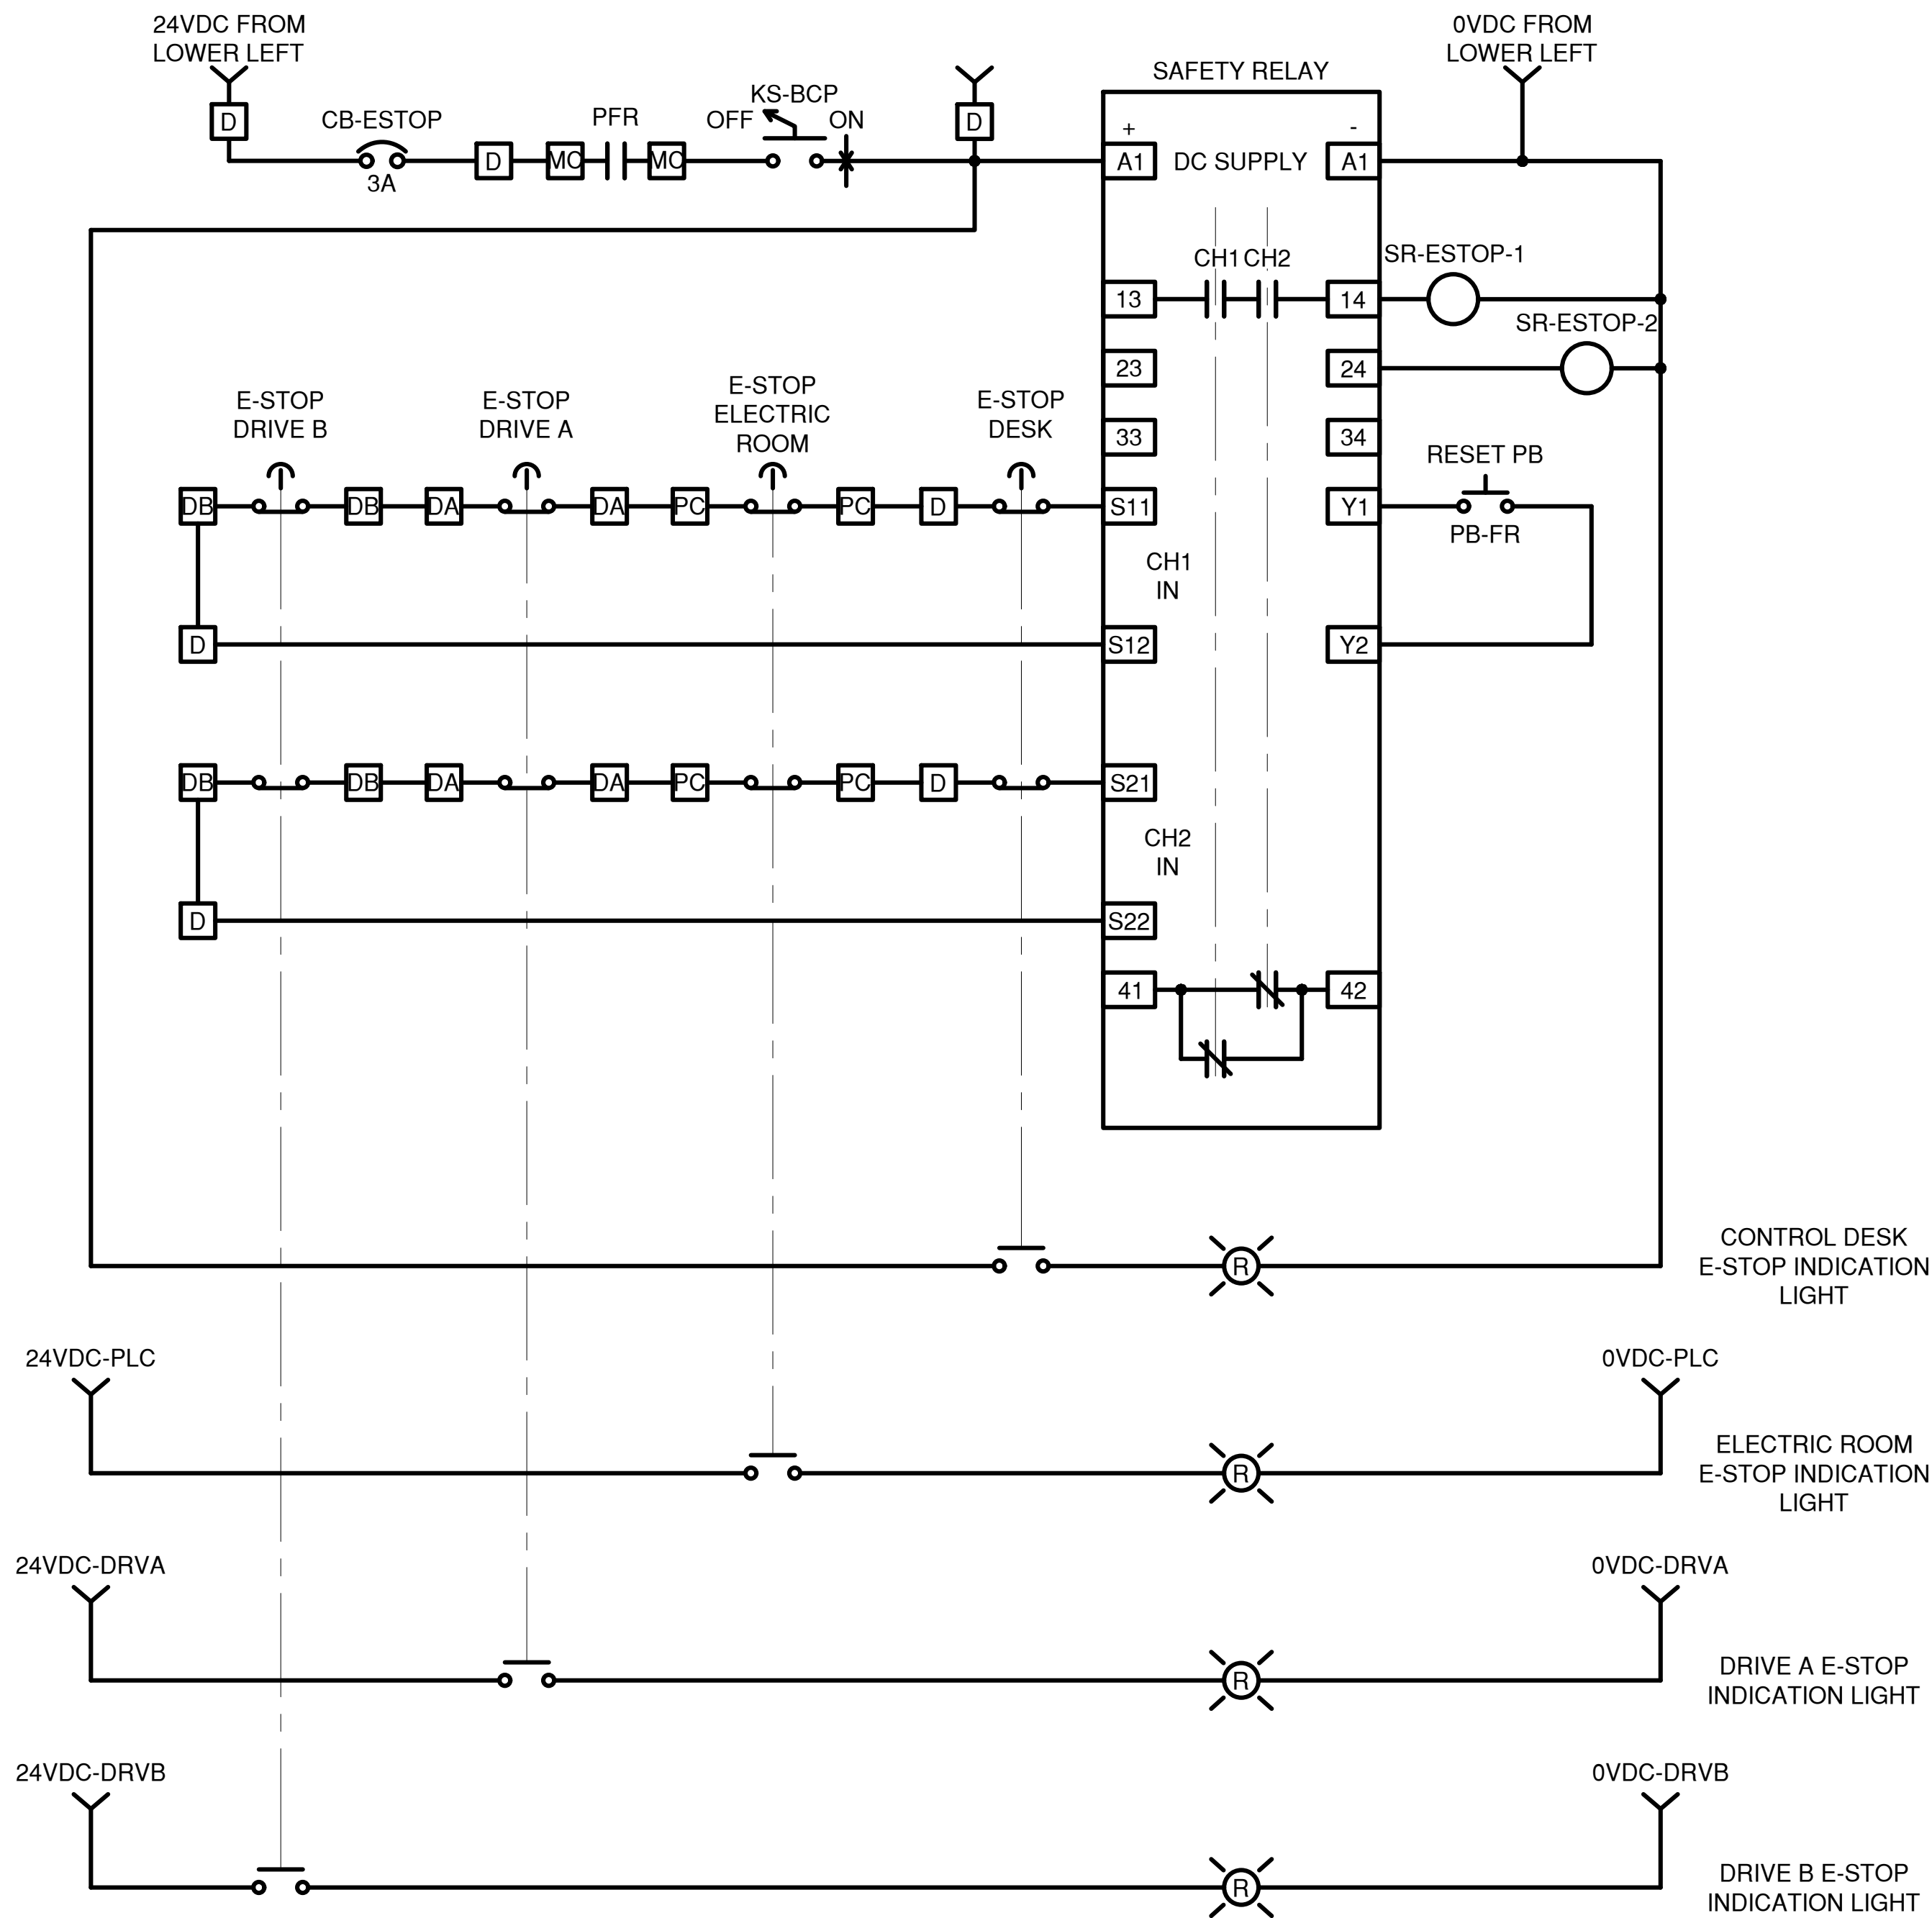 24VDC FROM
LOWER LEFT
0VDC FROM
LOWER LEFT
SAFETY RELAY
KS-BCP
CB-ESTOP
PFR
OFF
ON
D
D
+
-
D
MC
MC
A1
DC SUPPLY
A1
3A
CH1
CH2
SR-ESTOP-1
13
14
SR-ESTOP-2
23
24
E-STOP
DRIVE B
E-STOP
DRIVE A
E-STOP
ELECTRIC
ROOM
E-STOP
DESK
33
34
RESET PB
DB
DB
DA
DA
PC
PC
D
S11
Y1
PB-FR
CH1
IN
D
S12
Y2
DB
DB
DA
DA
PC
PC
D
S21
CH2
IN
D
S22
41
42
R
CONTROL DESK
E-STOP INDICATION
LIGHT
24VDC-PLC
0VDC-PLC
R
ELECTRIC ROOM
E-STOP INDICATION
LIGHT
24VDC-DRVA
0VDC-DRVA
R
DRIVE A E-STOP
INDICATION LIGHT
24VDC-DRVB
0VDC-DRVB
R
DRIVE B E-STOP
INDICATION LIGHT